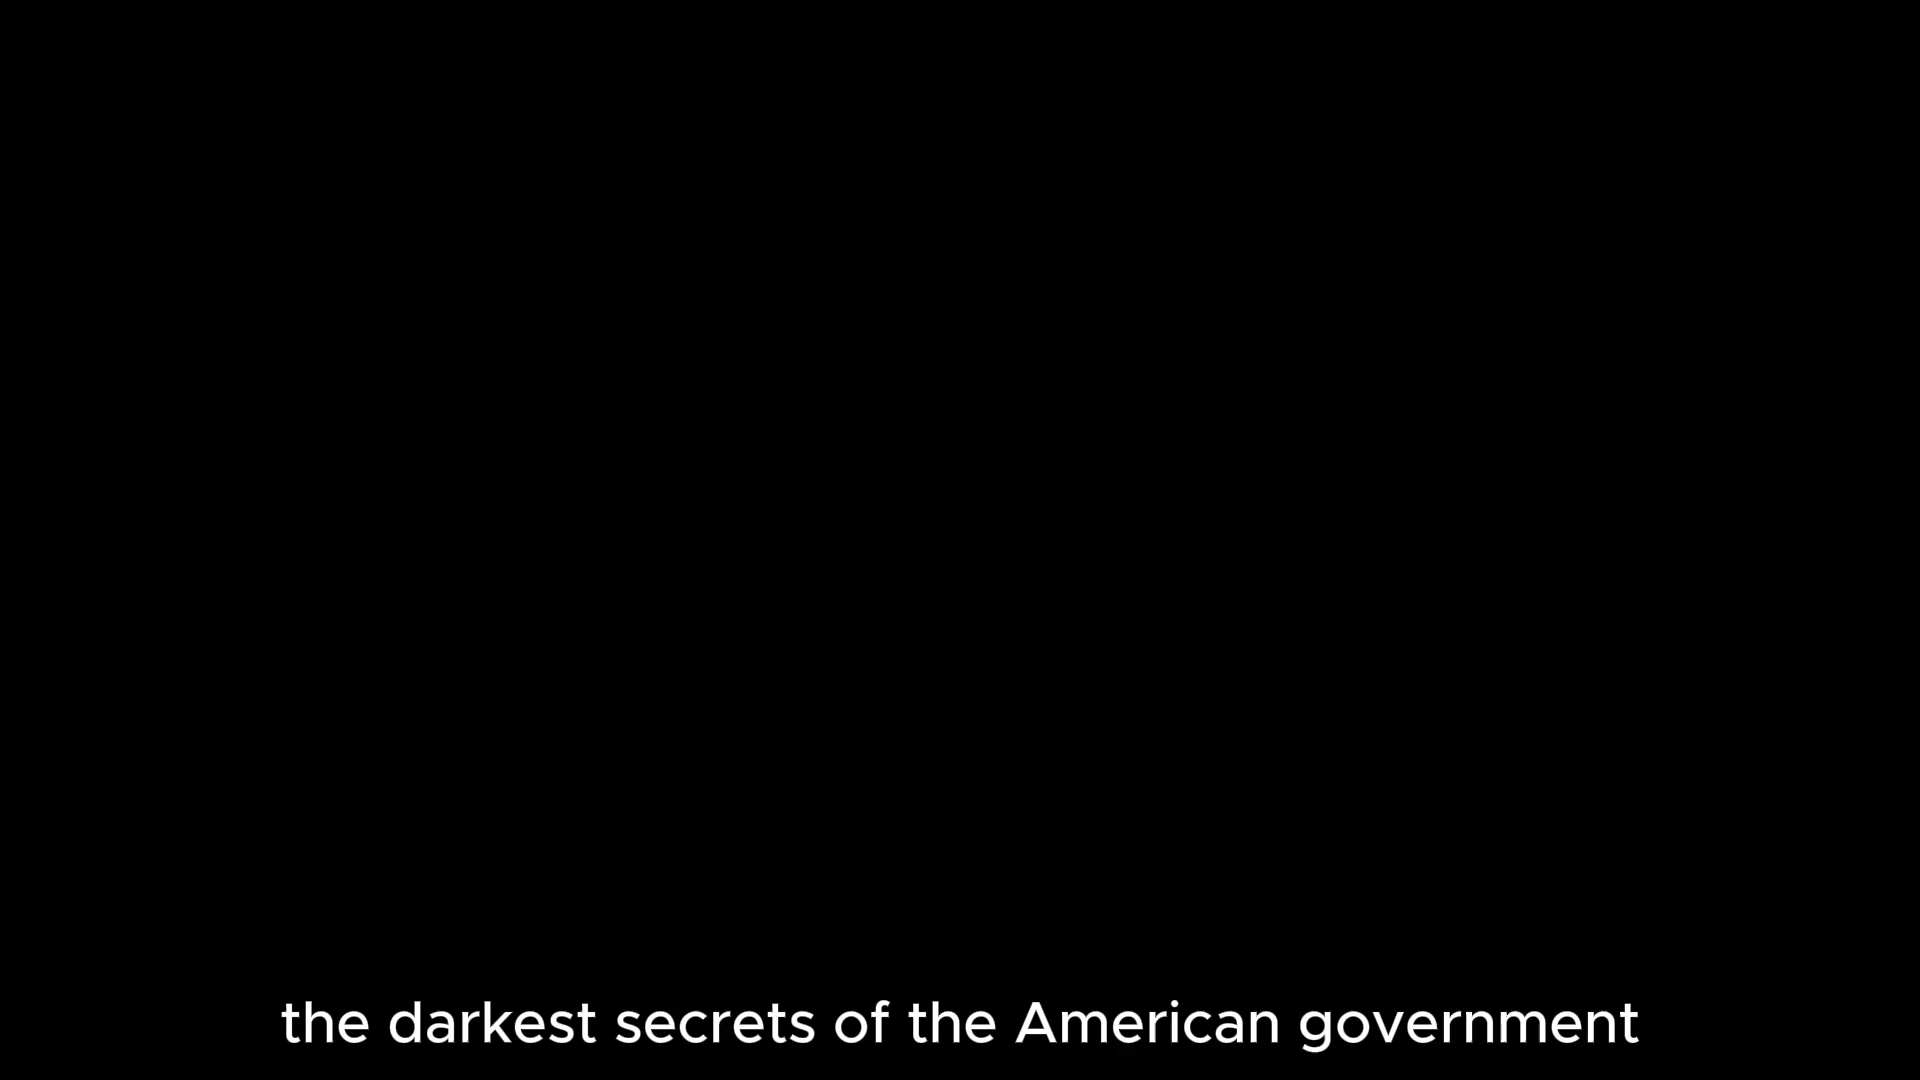 the darkest secrets of the American government